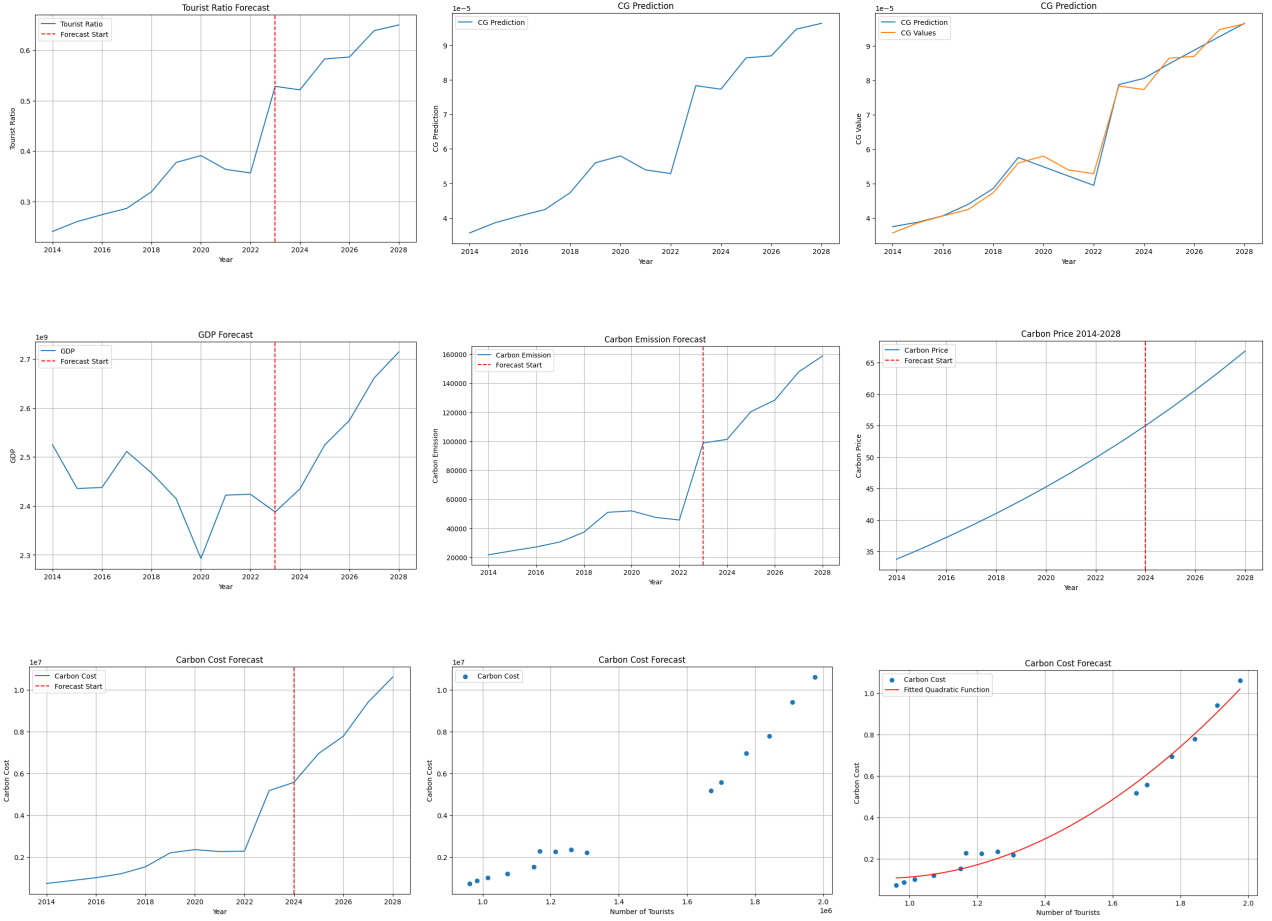 Tourist Ratio Forecast
Tourist Ratio
Forecast Start
0.6
0.5
0.4
0.3
Tourist Ratio
2014 2016 2018 2020 2022 2024 2026 2028
Year
CG Prediction
1e−5
CG Prediction
9
8
7
6
5
4
CG Prediction
2014 2016 2018 2020 2022 2024 2026 2028
Year
CG Prediction
1e−5
CG Prediction
CG Values
9
8
7
6
5
4
CG Value
2014 2016 2018 2020 2022 2024 2026 2028
Year
GDP Forecast
1e9
GDP
Forecast Start
2.7
2.6
2.5
2.4
2.3
GDP
2014 2016 2018 2020 2022 2024 2026 2028
Year
Carbon Emission Forecast
Carbon Emission
Forecast Start
160000
140000
120000
100000
80000
60000
40000
20000
Carbon Emission
2014 2016 2018 2020 2022 2024 2026 2028
Year
Carbon Price 2014-2028
Carbon Price
Forecast Start
65
60
55
50
45
40
35
Carbon Price
2014 2016 2018 2020 2022 2024 2026 2028
Year
Carbon Cost Forecast
1e7
Carbon Cost
Forecast Start
1.0
0.8
0.6
0.4
0.2
Carbon Cost
2014 2016 2018 2020 2022 2024 2026 2028
Year
Carbon Cost Forecast
1e7
Carbon Cost
1.0
0.8
0.6
0.4
0.2
Carbon Cost
1.0 1.2 1.4 1.6 1.8 2.0
1e6
Number of Tourists
Carbon Cost Forecast
Carbon Cost
Fitted Quadratic Function
1.0
0.8
0.6
0.4
0.2
Carbon Cost
1.0 1.2 1.4 1.6 1.8 2.0
Number of Tourists